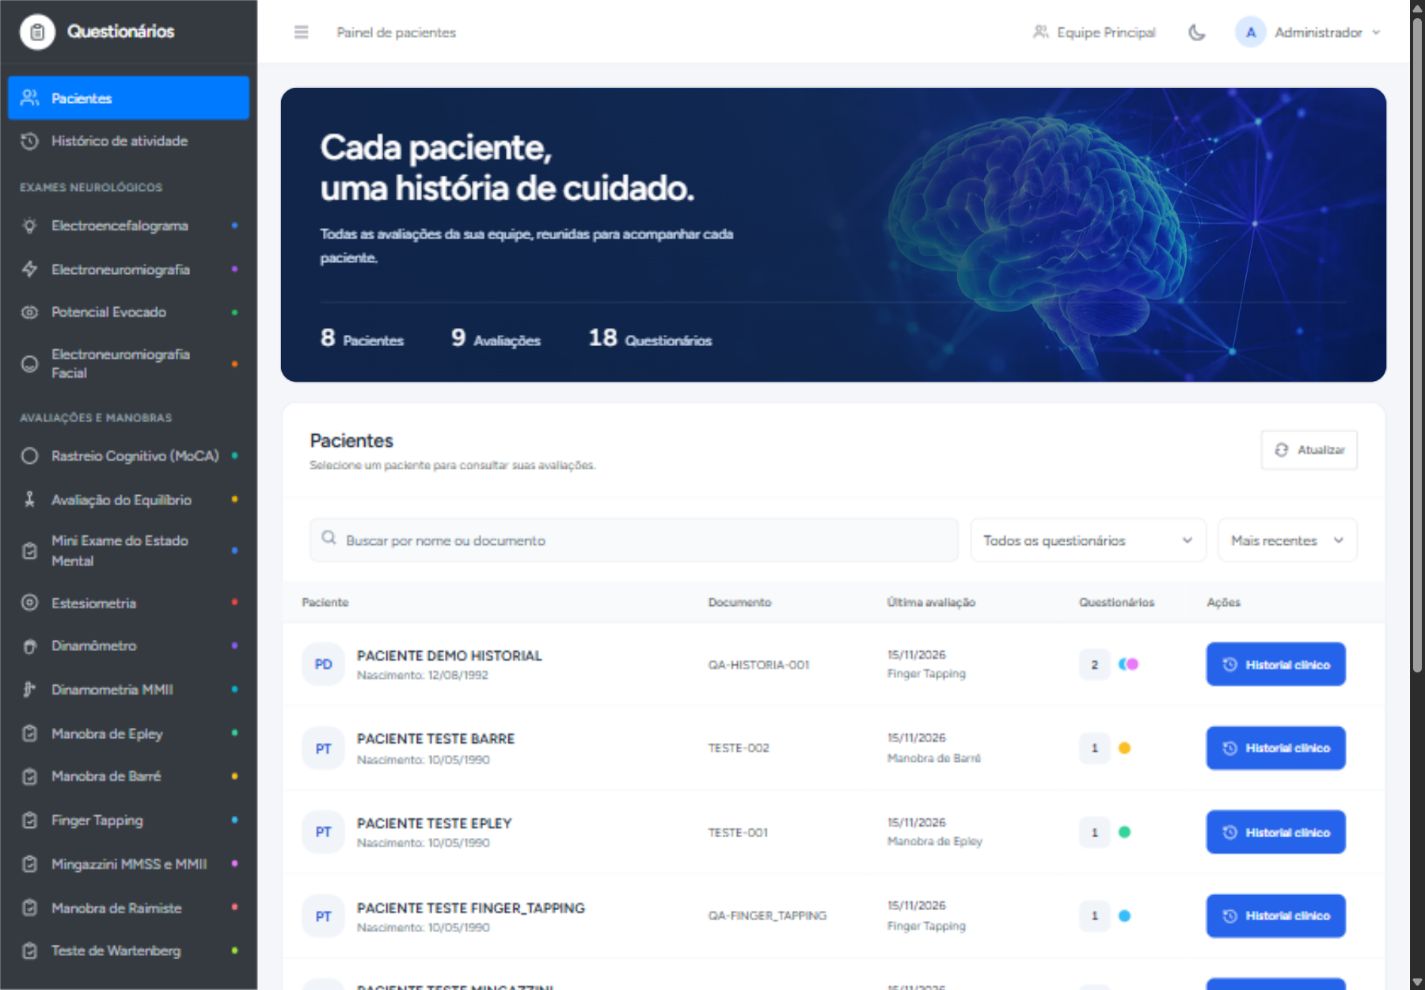 Questionários
Painel de pacientes
Equipe Principal
A
Administrador
Pacientes
Histórico de atividade
EXAMES NEUROLÓGICOS
Electroencefalograma
Electroneuromiografia
Potencial Evocado
Electroneuromiografia
Facial
AVALIAÇÕES E MANOBRAS
Rastreio Cognitivo (MoCA)
Avaliação do Equilíbrio
Mini Exame do Estado
Mental
Estesiometria
Dinamômetro
Dinamometria MMII
Manobra de Epley
Manobra de Barré
Finger Tapping
Mingazzini MMSS e MMII
Manobra de Raimiste
Teste de Wartenberg
Cada paciente,
uma história de cuidado.
Todas as avaliações da sua equipe, reunidas para acompanhar cada
paciente.
8 Pacientes
9 Avaliações
18 Questionários
Pacientes
Selecione um paciente para consultar suas avaliações.
Atualizar
Buscar por nome ou documento
Todos os questionários
Mais recentes
Paciente
Documento
Última avaliação
Questionários
Ações
PD
PACIENTE DEMO HISTORIAL
Nascimento: 12/08/1992
QA-HISTORIA-001
15/11/2026
Finger Tapping
2
Historial clínico
PT
PACIENTE TESTE BARRE
Nascimento: 10/05/1990
TESTE-002
15/11/2026
Manobra de Barré
1
Historial clínico
PT
PACIENTE TESTE EPLEY
Nascimento: 10/05/1990
TESTE-001
15/11/2026
Manobra de Epley
1
Historial clínico
PT
PACIENTE TESTE FINGER_TAPPING
Nascimento: 10/05/1990
QA-FINGER_TAPPING
15/11/2026
Finger Tapping
1
Historial clínico
PACIENTE TESTE MINGAZZINI
15/11/2026